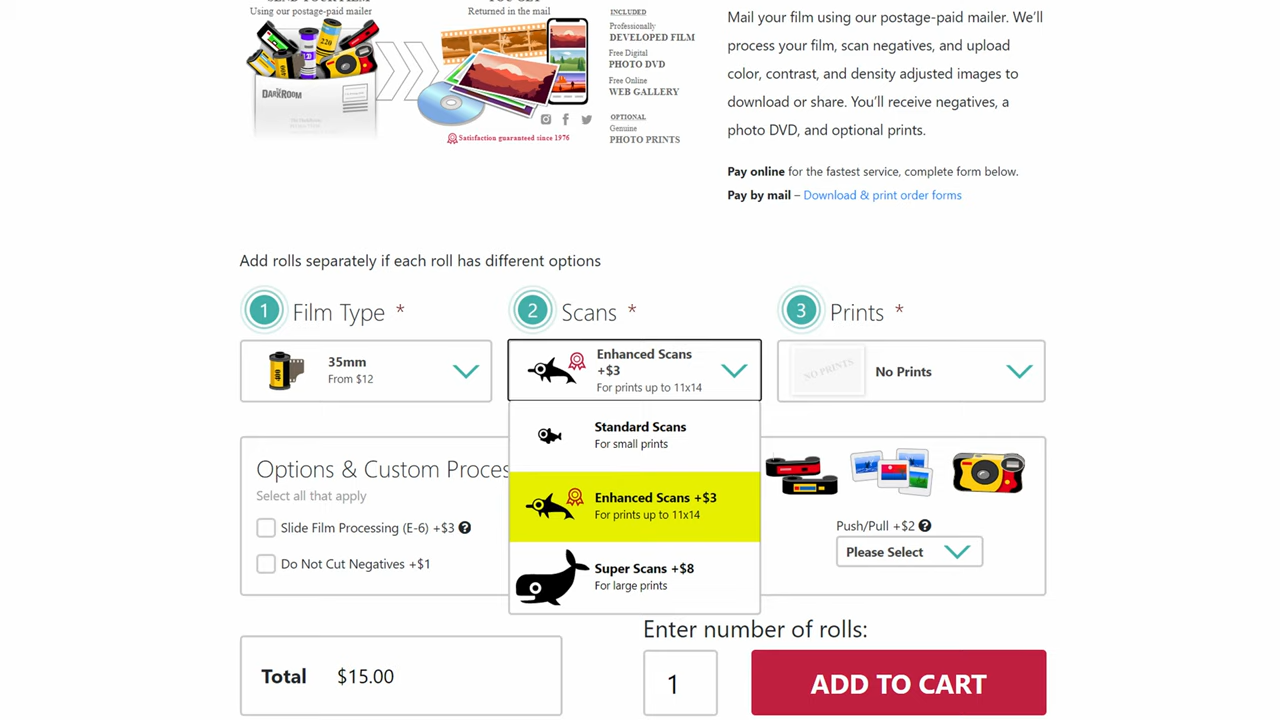 Using our postage-paid mailer
Returned in the mail
220
400
DARKROOM
INCLUDED
Professionally
DEVELOPED FILM
Free Digital
PHOTO DVD
Free Online
WEB GALLERY
OPTIONAL
Genuine
PHOTO PRINTS
Satisfaction guaranteed since 1976
Mail your film using our postage-paid mailer. We’ll
process your film, scan negatives, and upload
color, contrast, and density adjusted images to
download or share. You’ll receive negatives, a
photo DVD, and optional prints.
Pay online for the fastest service, complete form below.
Pay by mail – Download & print order forms
Add rolls separately if each roll has different options
1 Film Type *
400
35mm
From $12
2 Scans *
Enhanced Scans
+$3
For prints up to 11x14
Standard Scans
For small prints
Enhanced Scans +$3
For prints up to 11x14
Super Scans +$8
For large prints
3 Prints *
NO PRINTS
No Prints
Options & Custom Proces
Select all that apply
Slide Film Processing (E-6) +$3 ?
Do Not Cut Negatives +$1
Push/Pull +$2 ?
Please Select
Total $15.00
Enter number of rolls:
1
ADD TO CART